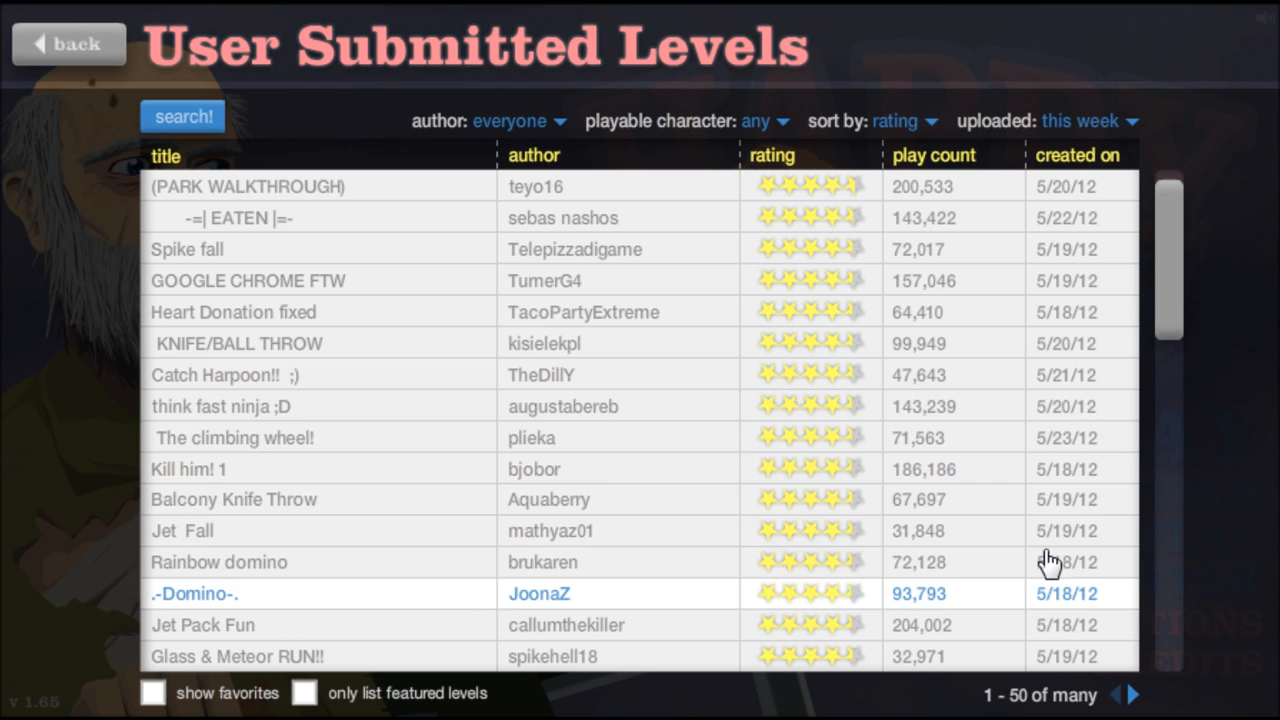 back
User Submitted Levels
search!
author: everyone playable character: any sort by: rating uploaded: this week
title author rating play count created on
(PARK WALKTHROUGH) teyo16 200,533 5/20/12
-=| EATEN |=- sebas nashos 143,422 5/22/12
Spike fall Telepizzadigame 72,017 5/19/12
GOOGLE CHROME FTW TurnerG4 157,046 5/19/12
Heart Donation fixed TacoPartyExtreme 64,410 5/18/12
KNIFE/BALL THROW kisielekpl 99,949 5/20/12
Catch Harpoon!! ;) TheDillY 47,643 5/21/12
think fast ninja ;D augustabereb 143,239 5/20/12
The climbing wheel! plieka 71,563 5/23/12
Kill him! 1 bjobor 186,186 5/18/12
Balcony Knife Throw Aquaberry 67,697 5/19/12
Jet Fall mathyaz01 31,848 5/19/12
Rainbow domino brukaren 72,128 8/12
.-Domino-. JoonaZ 93,793 5/18/12
Jet Pack Fun callumthekiller 204,002 5/18/12
Glass & Meteor RUN!! spikehell18 32,971 5/19/12
show favorites only list featured levels 1 - 50 of many
v 1.65